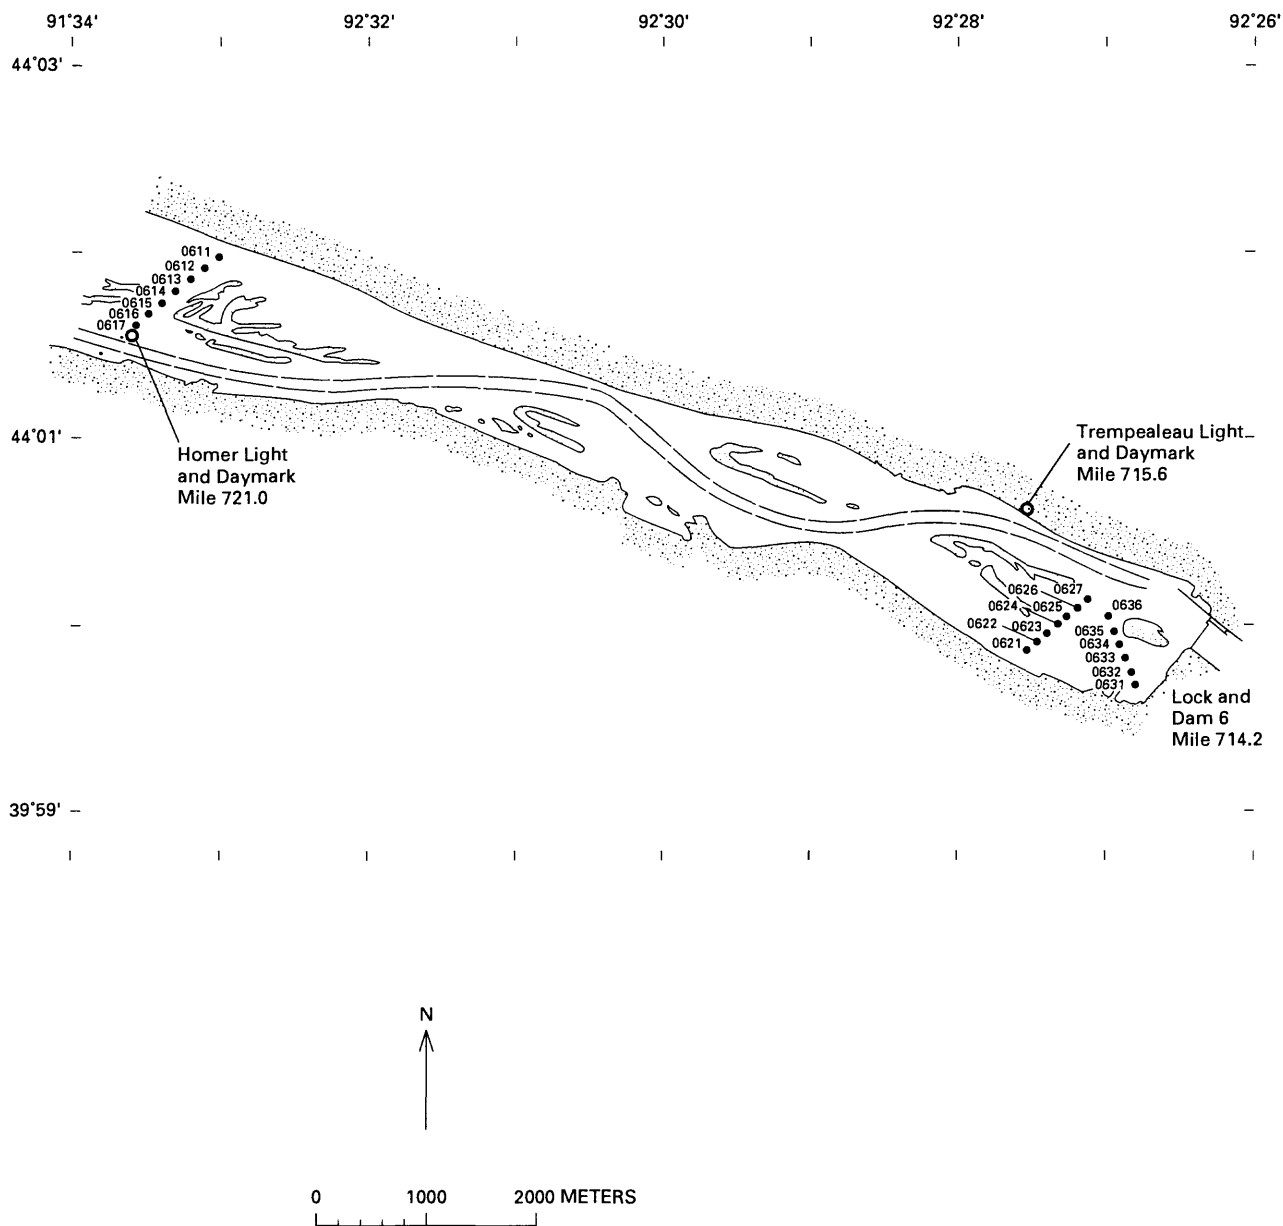 91°34' 92°32' 92°30' 92°28' 92°26'
44°03'
0611
0612
0613
0614
0615
0616
0617
44°01'
Homer Light
and Daymark
Mile 721.0
Trempealeau Light
and Daymark
Mile 715.6
0626 0627
0624 0625
0636
0622 0623
0635
0621
0634
0633
0632
0631
Lock and
Dam 6
Mile 714.2
39°59'
N
0 1000 2000 METERS